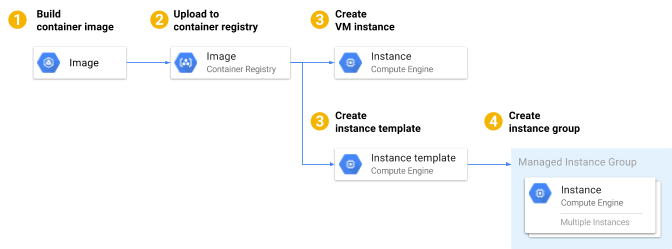 1 Build
container image
2 Upload to
container registry
3 Create
VM instance
Image
Image
Container Registry
Instance
Compute Engine
3 Create
instance template
4 Create
instance group
Instance template
Compute Engine
Managed Instance Group
Instance
Compute Engine
Multiple Instances